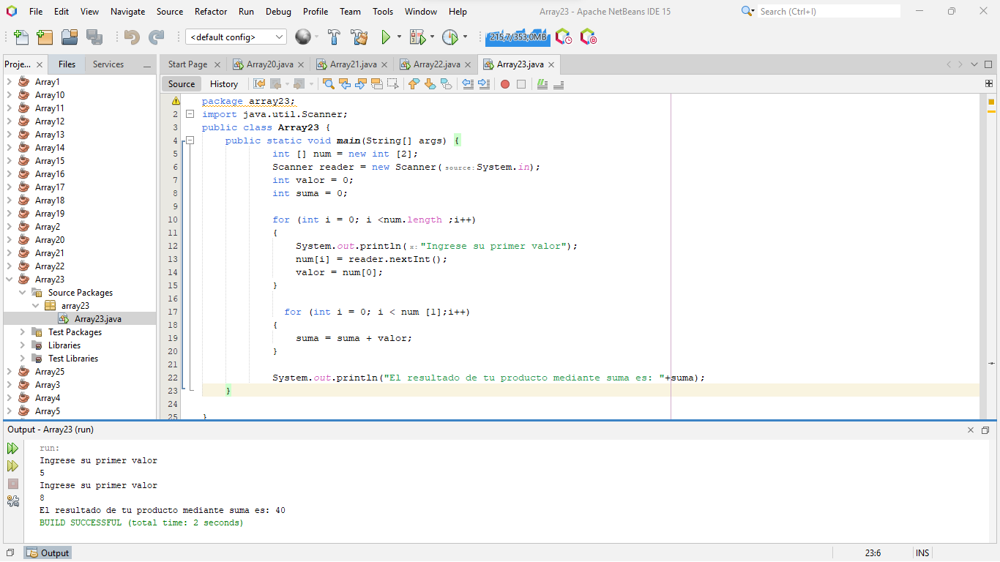 File Edit View Navigate Source Refactor Run Debug Profile Team Tools Window Help Array23 - Apache NetBeans IDE 15 Search (Ctrl+I)
<default config> 215,7/353,0MB
Proje... Files Services
Start Page Array20.java Array21.java Array22.java Array23.java
Source History
Array1
Array10
Array11
Array12
Array13
Array14
Array15
Array16
Array17
Array18
Array19
Array2
Array20
Array21
Array22
Array23
Source Packages
array23
Array23.java
Test Packages
Libraries
Test Libraries
Array25
Array3
Array4
Array5
package array23;
2 import java.util.Scanner;
3 public class Array23 {
4 public static void main(String[] args) {
5 int [] num = new int [2];
6 Scanner reader = new Scanner( source: System.in);
7 int valor = 0;
8 int suma = 0;
9
10 for (int i = 0; i <num.length ;i++)
11 {
12 System.out.println( x: "Ingrese su primer valor");
13 num[i] = reader.nextInt();
14 valor = num[0];
15 }
16
17 for (int i = 0; i < num [1];i++)
18 {
19 suma = suma + valor;
20 }
21
22 System.out.println("El resultado de tu producto mediante suma es: "+suma);
23 }
24
25 }
Output - Array23 (run)
run:
Ingrese su primer valor
5
Ingrese su primer valor
8
El resultado de tu producto mediante suma es: 40
BUILD SUCCESSFUL (total time: 2 seconds)
Output 23:6 INS